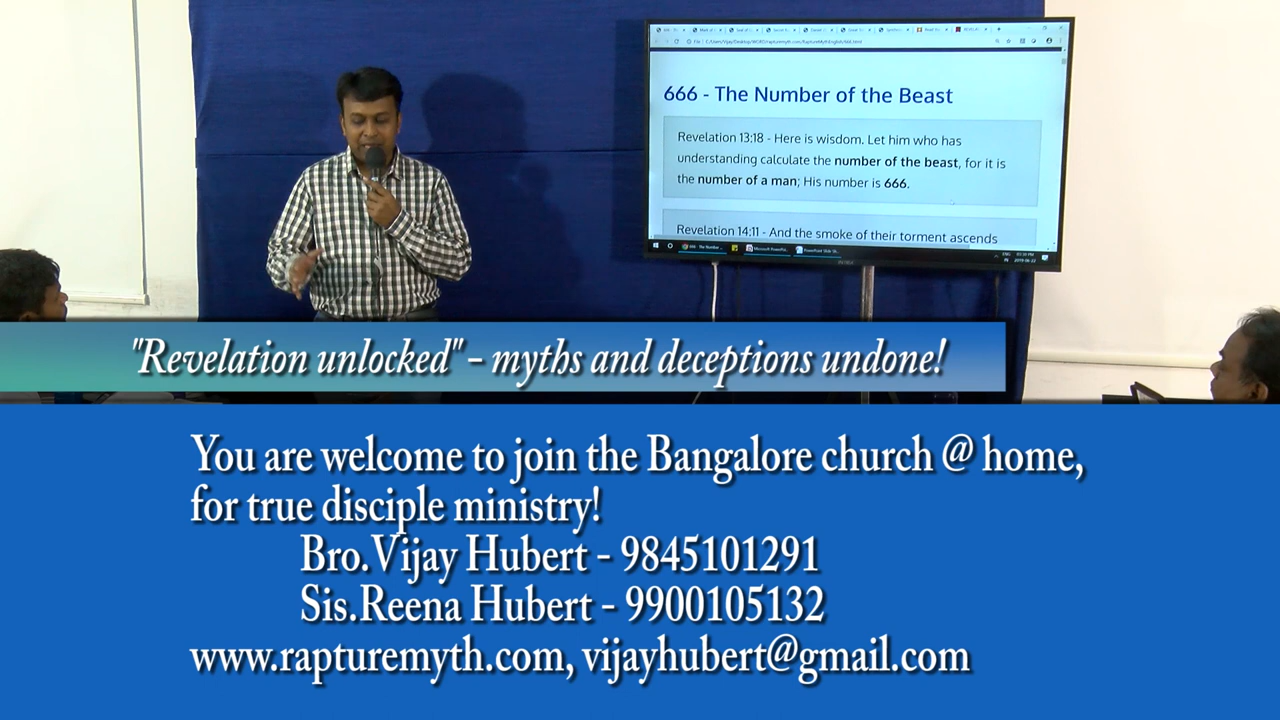 666 - The Number of the Beast
Revelation 13:18 - Here is wisdom. Let him who has
understanding calculate the number of the beast, for it is
the number of a man; His number is 666.
Revelation 14:11 - And the smoke of their torment ascends
"Revelation unlocked" - myths and deceptions undone!
You are welcome to join the Bangalore church @ home,
for true disciple ministry!
Bro.Vijay Hubert - 9845101291
Sis.Reena Hubert - 9900105132
www.rapturemyth.com, vijayhubert@gmail.com